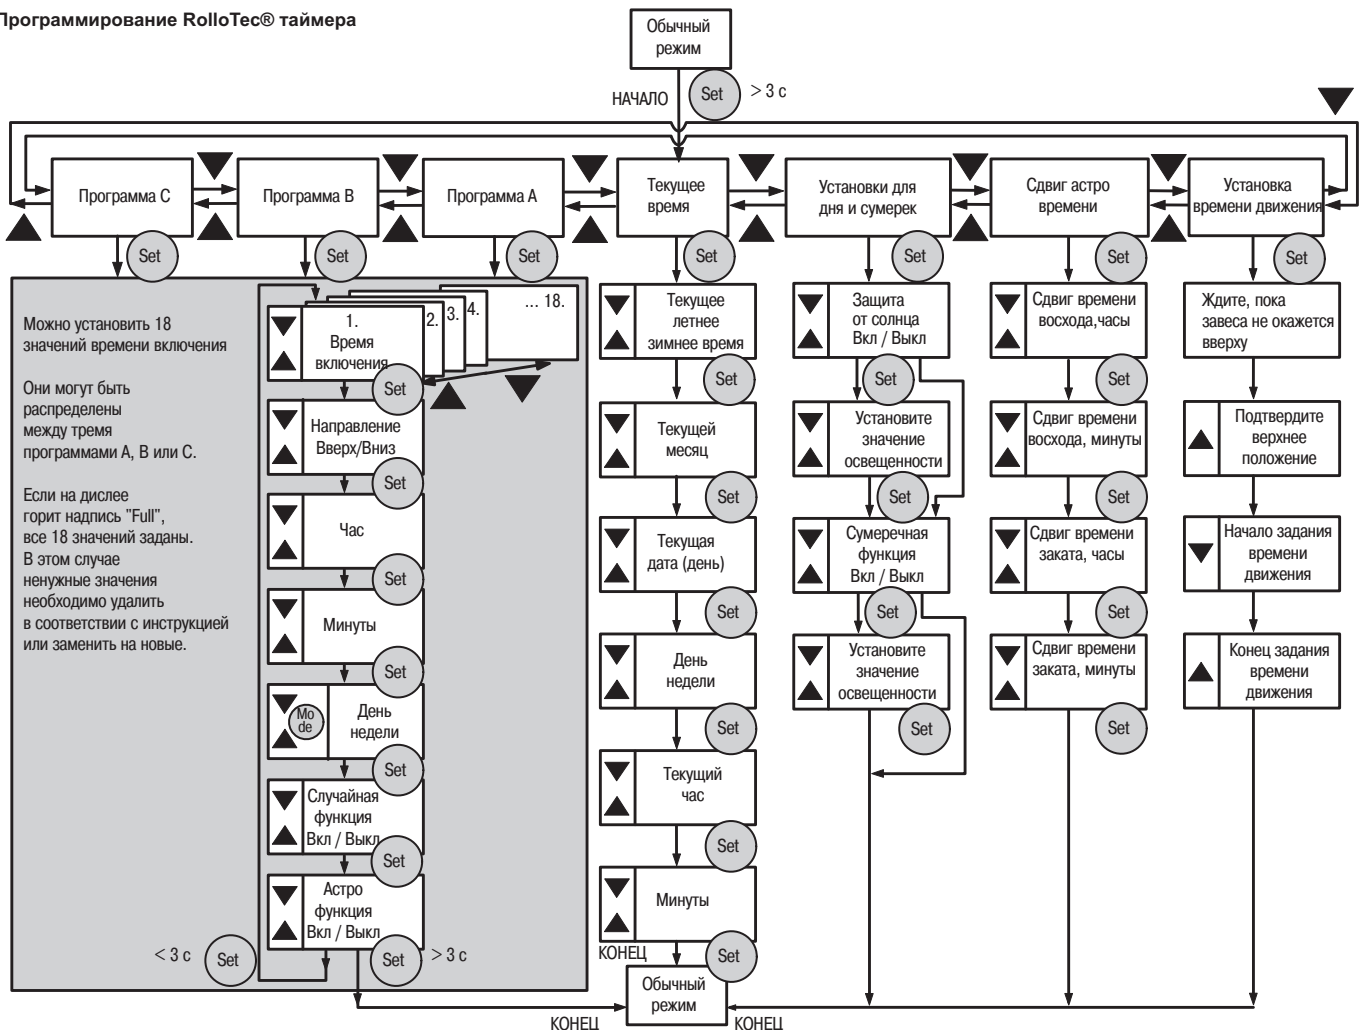 Программирование RolloTec® таймера
Обычный
режим
НАЧАЛО
Set
> 3 с
Программа С
Программа В
Программа А
Текущее
время
Установки для
дня и сумерек
Сдвиг астро
времени
Установка
времени движения
Set
Set
Set
Set
Set
Set
Set
Можно установить 18
значений времени включения
Они могут быть
распределены
между тремя
программами А, В или С.
Если на дислее
горит надпись "Full",
все 18 значений заданы.
В этом случае
ненужные значения
необходимо удалить
в соответствии с инструкцией
или заменить на новые.
1.
Время
включения
2.
3.
4.
... 18.
Set
Направление
Вверх/Вниз
Set
Час
Set
Минуты
Set
Mo
de
День
недели
Set
Случайная
функция
Вкл / Выкл
Set
Астро
функция
Вкл / Выкл
< 3 с
Set
Set
> 3 с
Текущее
летнее
зимнее время
Set
Текущей
месяц
Set
Текущая
дата (день)
Set
День
недели
Set
Текущий
час
Set
Минуты
Set
КОНЕЦ
Обычный
режим
КОНЕЦ
КОНЕЦ
Защита
от солнца
Вкл / Выкл
Set
Установите
значение
освещенности
Set
Сумеречная
функция
Вкл / Выкл
Set
Установите
значение
освещенности
Set
Сдвиг времени
восхода,часы
Set
Сдвиг времени
восхода, минуты
Set
Сдвиг времени
заката, часы
Set
Сдвиг времени
заката, минуты
Set
Ждите, пока
завеса не окажется
вверху
Подтвердите
верхнее
положение
Начало задания
времени
движения
Конец задания
времени
движения